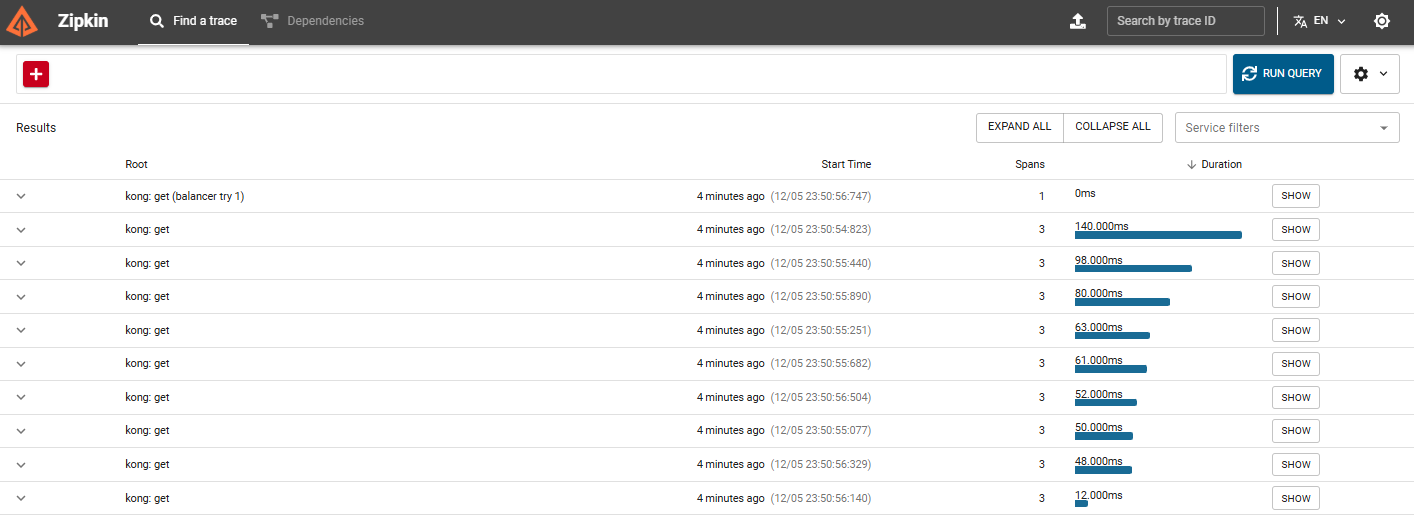 Zipkin Find a trace Dependencies Search by trace ID EN
RUN QUERY
Results EXPAND ALL COLLAPSE ALL Service filters
Root Start Time Spans Duration
kong: get (balancer try 1) 4 minutes ago (12/05 23:50:56:747) 1 0ms SHOW
kong: get 4 minutes ago (12/05 23:50:54:823) 3 140.000ms SHOW
kong: get 4 minutes ago (12/05 23:50:55:440) 3 98.000ms SHOW
kong: get 4 minutes ago (12/05 23:50:55:890) 3 80.000ms SHOW
kong: get 4 minutes ago (12/05 23:50:55:251) 3 63.000ms SHOW
kong: get 4 minutes ago (12/05 23:50:55:682) 3 61.000ms SHOW
kong: get 4 minutes ago (12/05 23:50:56:504) 3 52.000ms SHOW
kong: get 4 minutes ago (12/05 23:50:55:077) 3 50.000ms SHOW
kong: get 4 minutes ago (12/05 23:50:56:329) 3 48.000ms SHOW
kong: get 4 minutes ago (12/05 23:50:56:140) 3 12.000ms SHOW